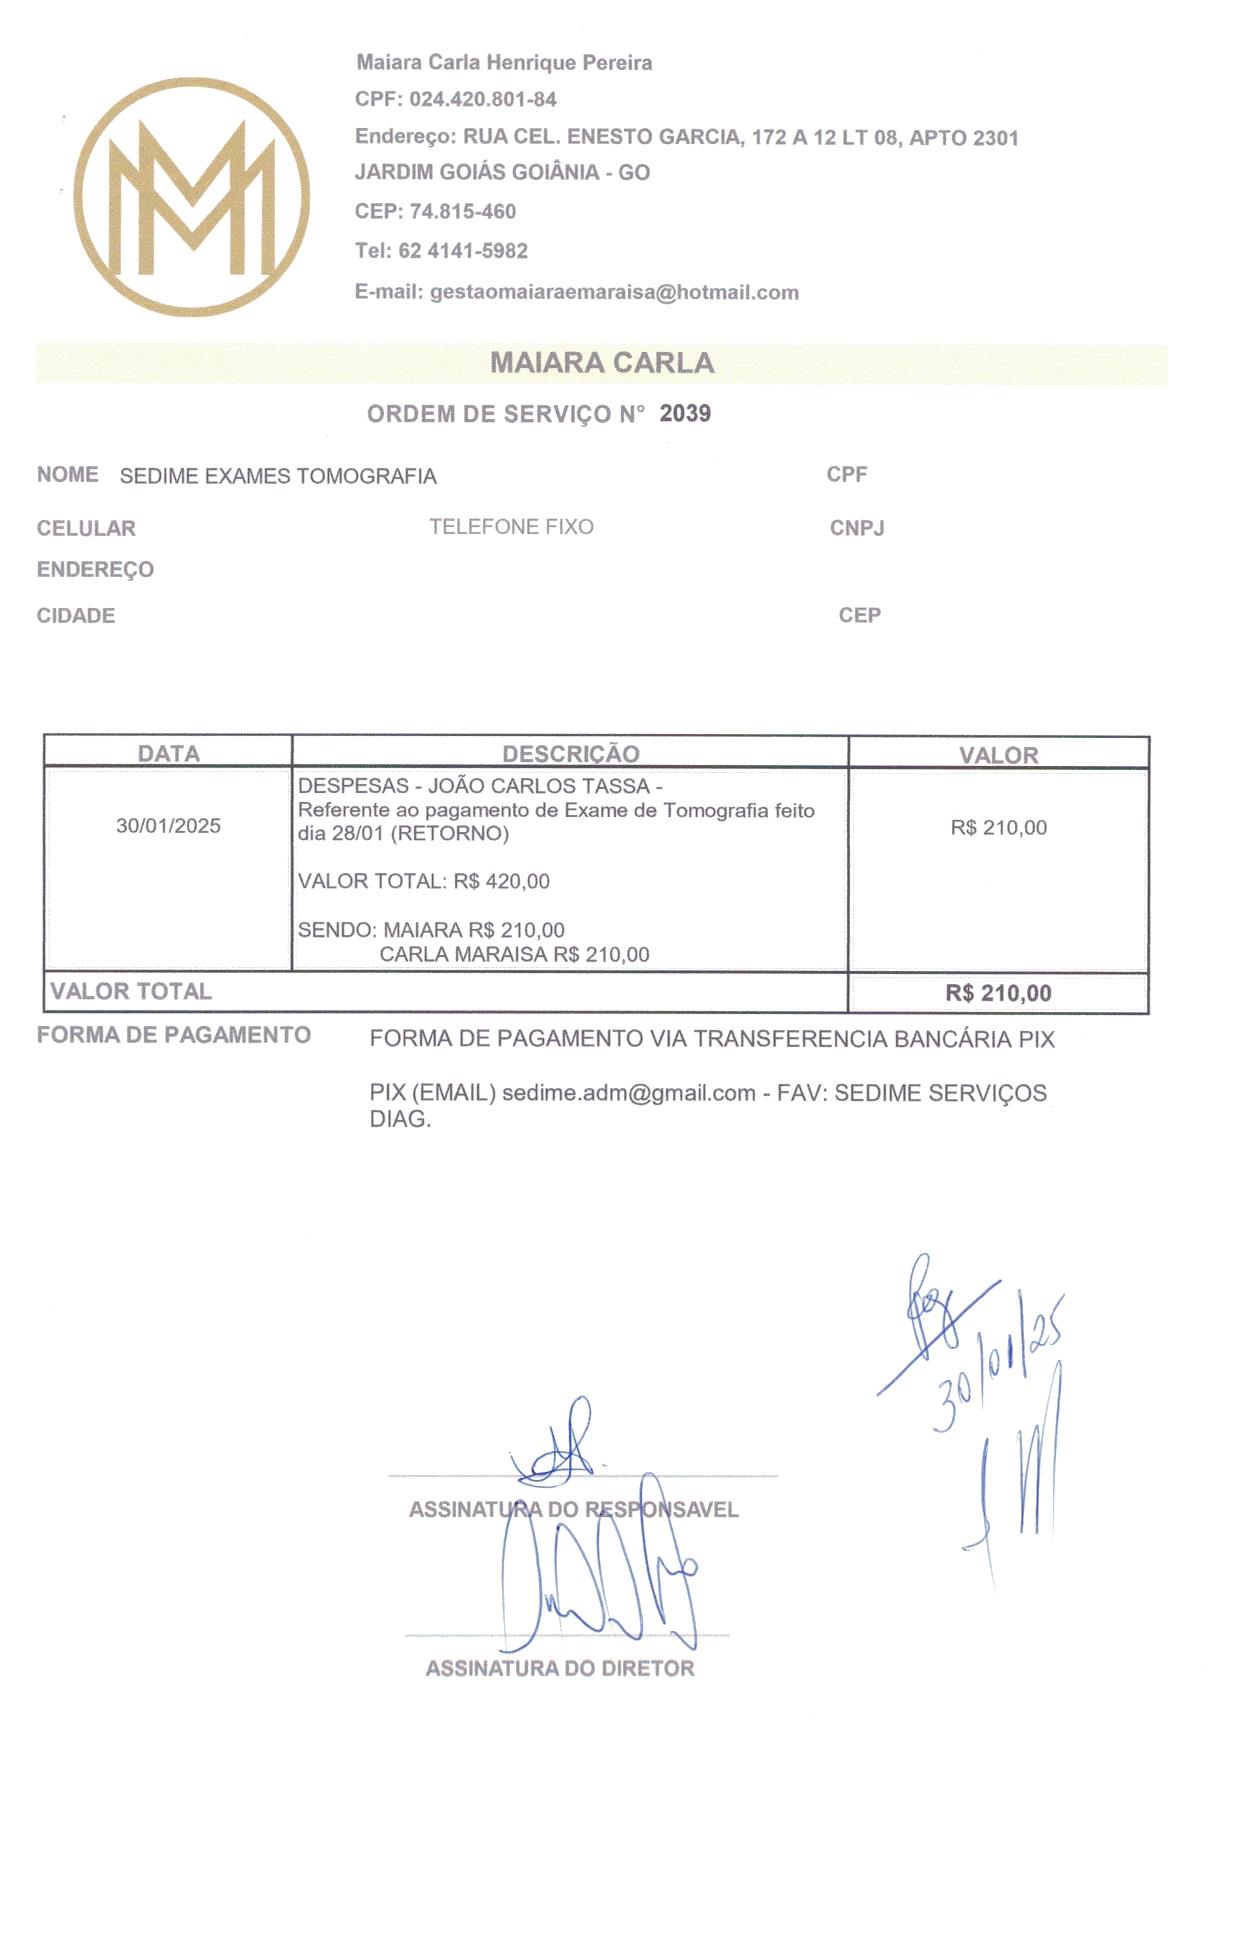 Maiara Carla Henrique Pereira
CPF: 024.420.801-84
Endereço: RUA CEL. ENESTO GARCIA, 172 A 12 LT 08, APTO 2301
JARDIM GOIÁS GOIÂNIA - GO
CEP: 74.815-460
Tel: 62 4141-5982
E-mail: gestaomaiaraemaraisa@hotmail.com
MAIARA CARLA
ORDEM DE SERVIÇO N° 2039
NOME SEDIME EXAMES TOMOGRAFIA CPF
CELULAR TELEFONE FIXO CNPJ
ENDEREÇO
CIDADE CEP
DATA DESCRIÇÃO VALOR
DESPESAS - JOÃO CARLOS TASSA -
Referente ao pagamento de Exame de Tomografia feito
30/01/2025 dia 28/01 (RETORNO) R$ 210,00
VALOR TOTAL: R$ 420,00
SENDO: MAIARA R$ 210,00
CARLA MARAISA R$ 210,00
VALOR TOTAL R$ 210,00
FORMA DE PAGAMENTO FORMA DE PAGAMENTO VIA TRANSFERENCIA BANCÁRIA PIX
PIX (EMAIL) sedime.adm@gmail.com - FAV: SEDIME SERVIÇOS
DIAG.
30/01/25
ASSINATURA DO RESPONSAVEL
ASSINATURA DO DIRETOR